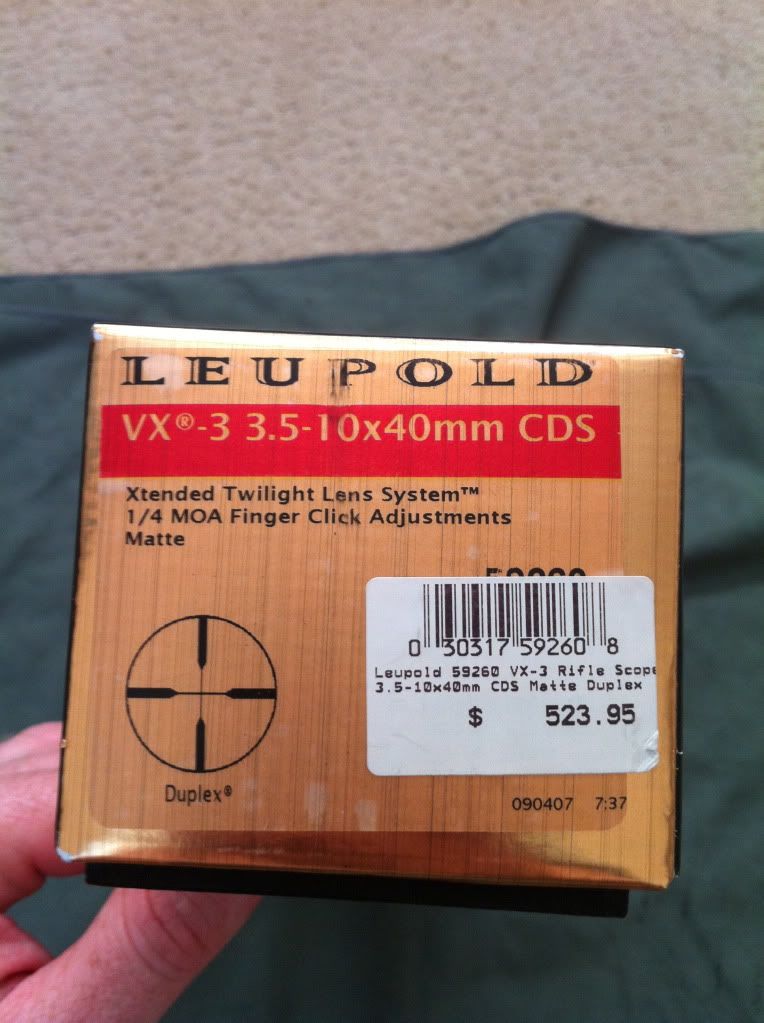 LEUPOLD
VX®-3 3.5-10x40mm CDS
Xtended Twilight Lens System™
1/4 MOA Finger Click Adjustments
Matte
0 30317 59260 8
Leupold 59260 VX-3 Rifle Scope
3.5-10x40mm CDS Matte Duplex
$ 523.95
Duplex®
090407 7:37